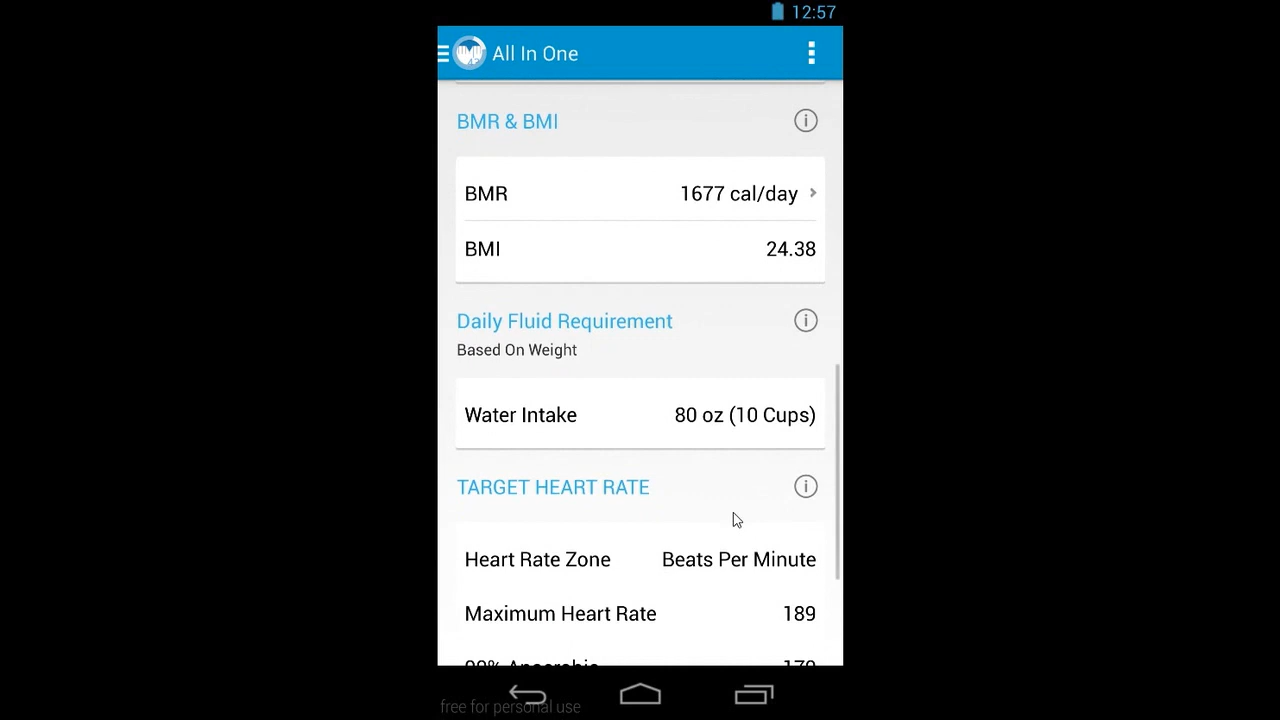 12:57
All In One
BMR & BMI
BMR 1677 cal/day
BMI 24.38
Daily Fluid Requirement
Based On Weight
Water Intake 80 oz (10 Cups)
TARGET HEART RATE
Heart Rate Zone Beats Per Minute
Maximum Heart Rate 189
free for personal use